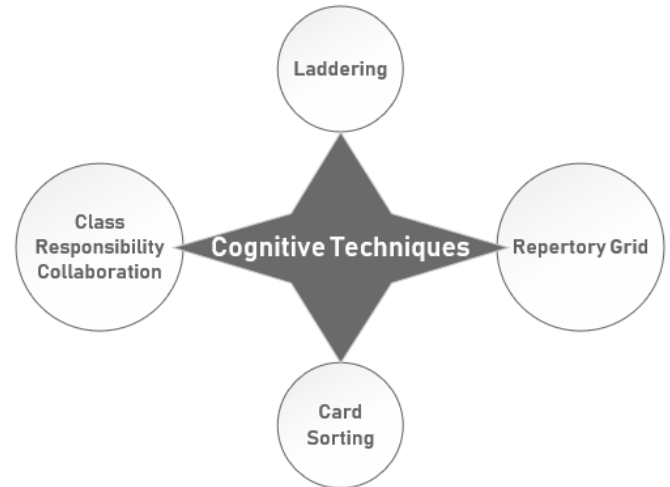 Laddering
Class
Responsibility
Collaboration
Cognitive Techniques
Repertory Grid
Card
Sorting